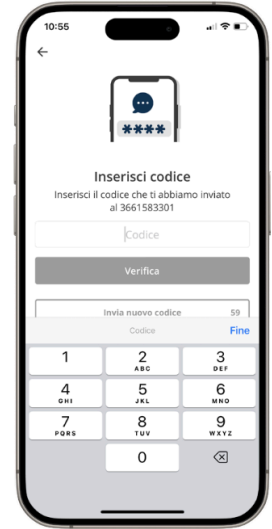 10:55
****
Inserisci codice
Inserisci il codice che ti abbiamo inviato
al 3661583301
Codice
Verifica
Invia nuovo codice 59
Codice Fine
1 2 3
ABC DEF
4 5 6
GHI JKL MNO
7 8 9
PQRS TUV WXYZ
0